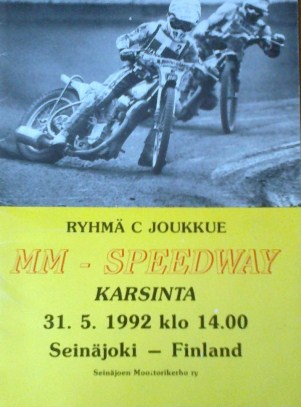 RYHMÄ C JOUKKUE
MM - SPEEDWAY
KARSINTA
31. 5. 1992 klo 14.00
Seinäjoki – Finland
Seinäjoen Moottorikerho ry